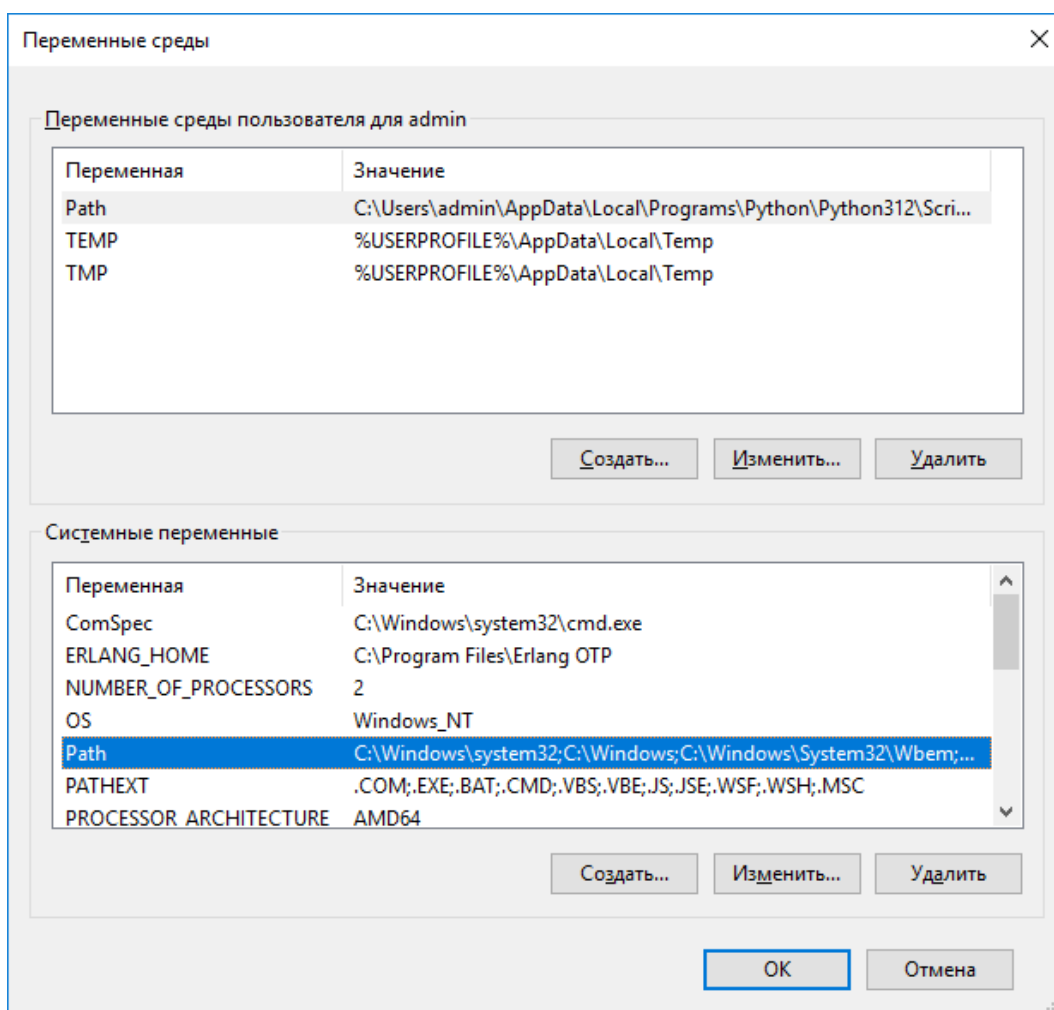 Переменные среды
Переменные среды пользователя для admin
Переменная Значение
Path C:\Users\admin\AppData\Local\Programs\Python\Python312\Scri...
TEMP %USERPROFILE%\AppData\Local\Temp
TMP %USERPROFILE%\AppData\Local\Temp
Создать... Изменить... Удалить
Системные переменные
Переменная Значение
ComSpec C:\Windows\system32\cmd.exe
ERLANG_HOME C:\Program Files\Erlang OTP
NUMBER_OF_PROCESSORS 2
OS Windows_NT
Path C:\Windows\system32;C:\Windows;C:\Windows\System32\Wbem;...
PATHEXT .COM;.EXE;.BAT;.CMD;.VBS;.VBE;.JS;.JSE;.WSF;.WSH;.MSC
PROCESSOR_ARCHITECTURE AMD64
Создать... Изменить... Удалить
ОК Отмена